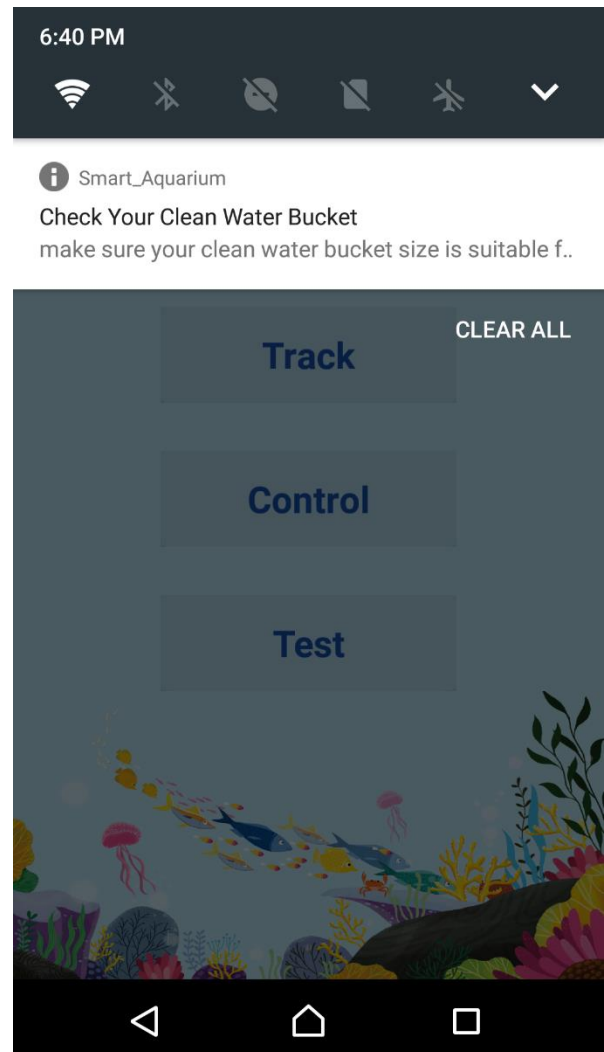 6:40 PM
Smart_Aquarium
Check Your Clean Water Bucket
make sure your clean water bucket size is suitable f..
CLEAR ALL
Track
Control
Test